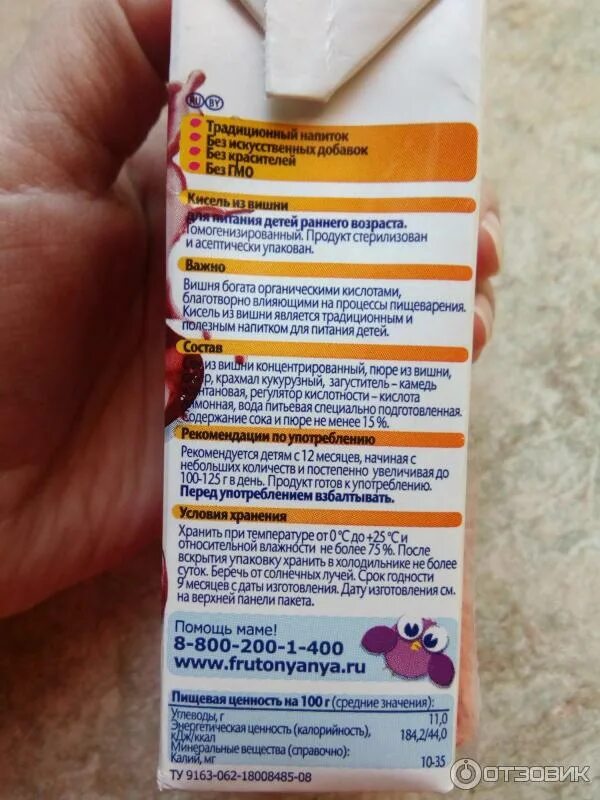 RU BY
Традиционный напиток
Без искусственных добавок
Без красителей
Без ГМО
Кисель из вишни
для питания детей раннего возраста.
Гомогенизированный. Продукт стерилизован
и асептически упакован.
Важно
Вишня богата органическими кислотами,
благотворно влияющими на процессы пищеварения.
Кисель из вишни является традиционным и
полезным напитком для питания детей.
Состав
из вишни концентрированный, пюре из вишни,
крахмал кукурузный, загуститель – камедь
регулятор кислотности – кислота
вода питьевая специально подготовленная.
Содержание сока и пюре не менее 15 %.
Рекомендации по употреблению
Рекомендуется детям с 12 месяцев, начиная с
небольших количеств и постепенно увеличивая до
100-125 г в день. Продукт готов к употреблению.
Перед употреблением взбалтывать.
Условия хранения
Хранить при температуре от 0 °С до +25 °С и
относительной влажности не более 75 %. После
вскрытия упаковку хранить в холодильнике не более
суток. Беречь от солнечных лучей. Срок годности
9 месяцев с даты изготовления. Дату изготовления см.
на верхней панели пакета.
Помощь маме!
8-800-200-1-400
www.frutonyanya.ru
Пищевая ценность на 100 г (средние значения):
Углеводы, г 11,0
Энергетическая ценность (калорийность),
кДж/ккал 184,2/44,0
Минеральные вещества (справочно):
Калий, мг 10-35
ТУ 9163-062-18008485-08
ОТЗОВИК